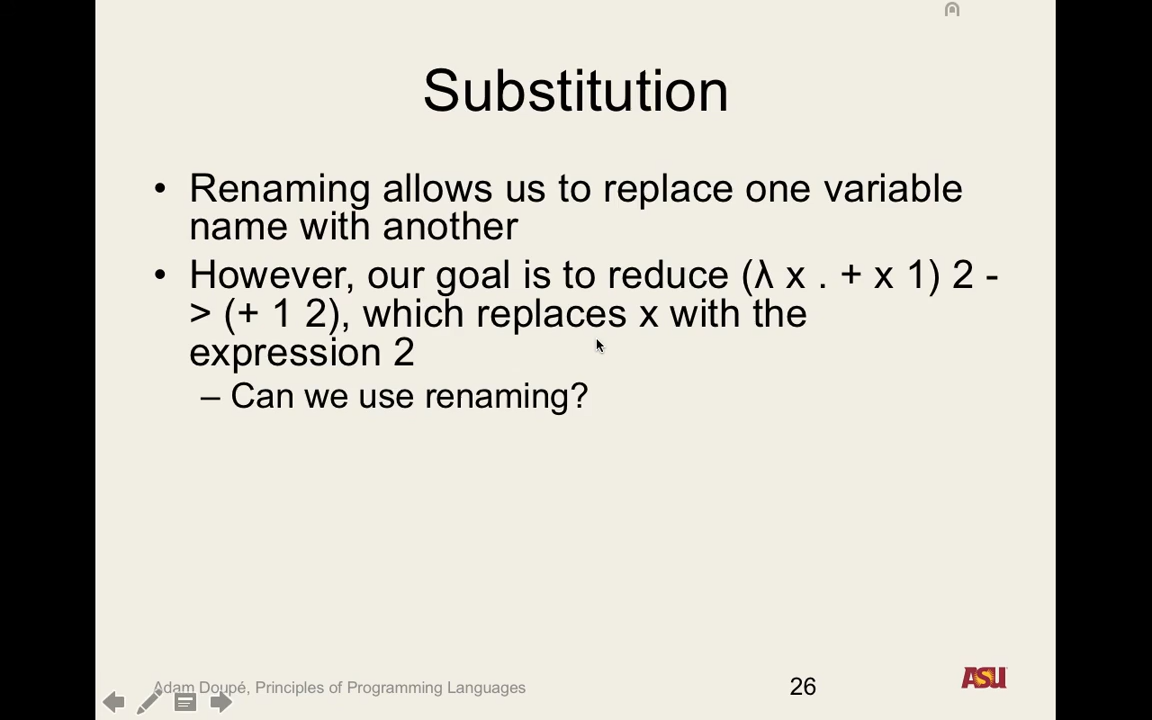 Substitution
• Renaming allows us to replace one variable
name with another
• However, our goal is to reduce (λ x . + x 1) 2 -
> (+ 1 2), which replaces x with the
expression 2
– Can we use renaming?
Adam Doupé, Principles of Programming Languages
26
ASU